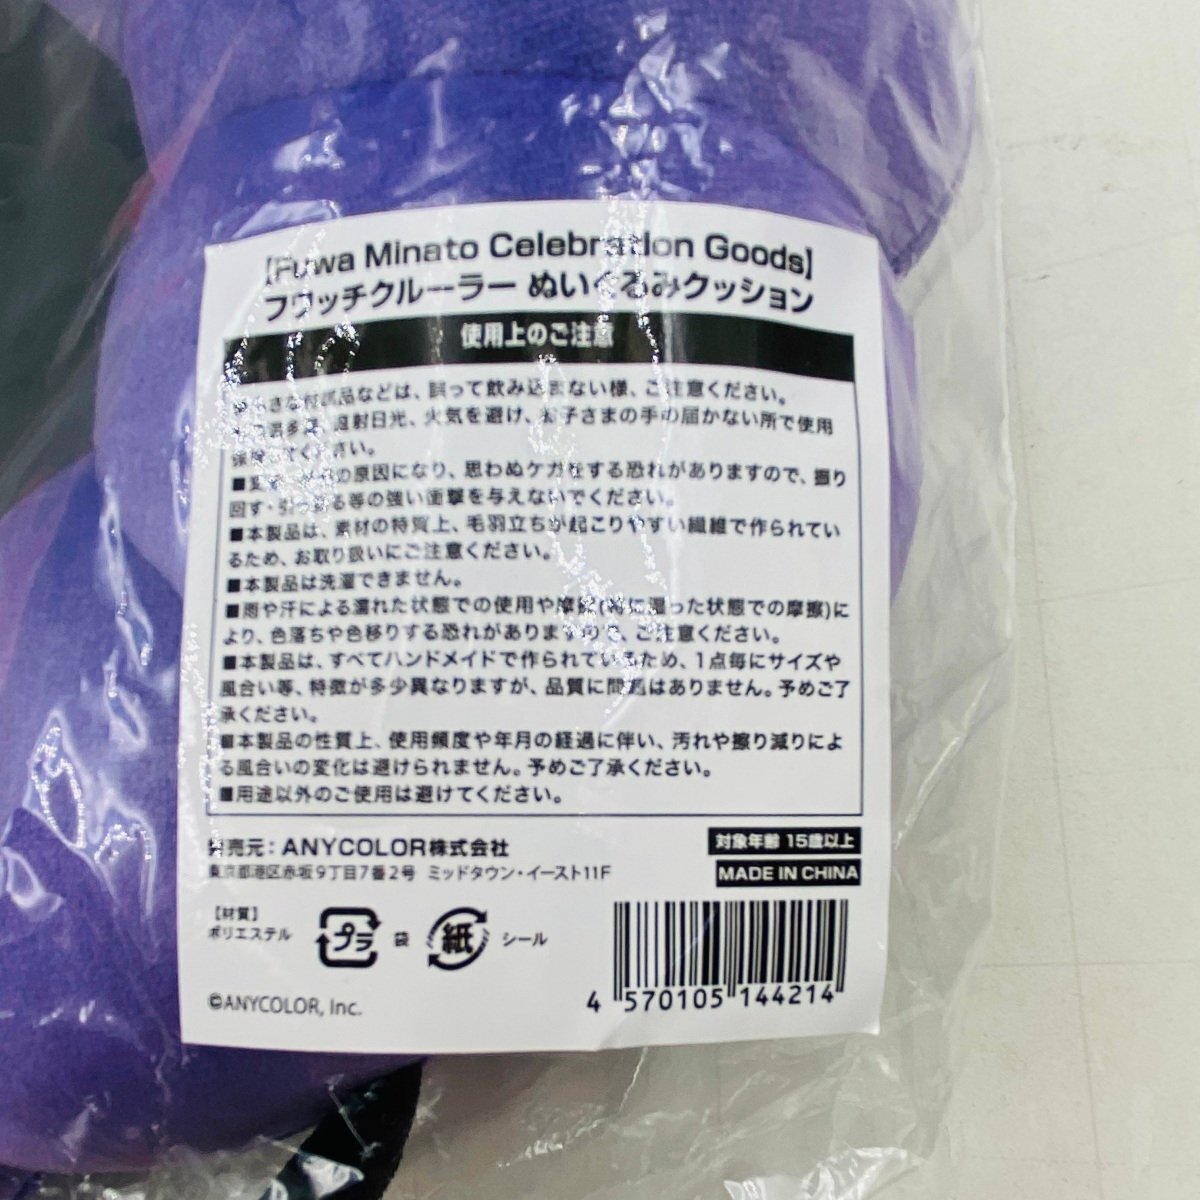 【Fuwa Minato Celebration Goods】
フワッチクルーラー ぬいぐるみクッション
使用上のご注意
品などは、誤って飲み込まない様、ご注意ください。
直射日光、火気を避け、お子さまの手の届かない所で使用
ください。
の原因になり、思わぬケガをする恐れがありますので、振り
回す・引っ張る等の強い衝撃を与えないでください。
■本製品は、素材の特質上、毛羽立ちが起こりやすい繊維で作られてい
るため、お取り扱いにご注意ください。
■本製品は洗濯できません。
■雨や汗による濡れた状態での使用や摩擦(特に湿った状態での摩擦)に
より、色落ちや色移りする恐れがありますので、ご注意ください。
■本製品は、すべてハンドメイドで作られているため、1点毎にサイズや
風合い等、特徴が多少異なりますが、品質に問題はありません。予めご了
承ください。
■本製品の性質上、使用頻度や年月の経過に伴い、汚れや擦り減りによ
る風合いの変化は避けられません。予めご了承ください。
■用途以外のご使用は避けてください。
発売元：ANYCOLOR株式会社
東京都港区赤坂9丁目7番2号 ミッドタウン・イースト11F
対象年齢 15歳以上
MADE IN CHINA
【材質】
ポリエステル
プラ 袋 紙 シール
©ANYCOLOR, Inc.
4 570105 144214